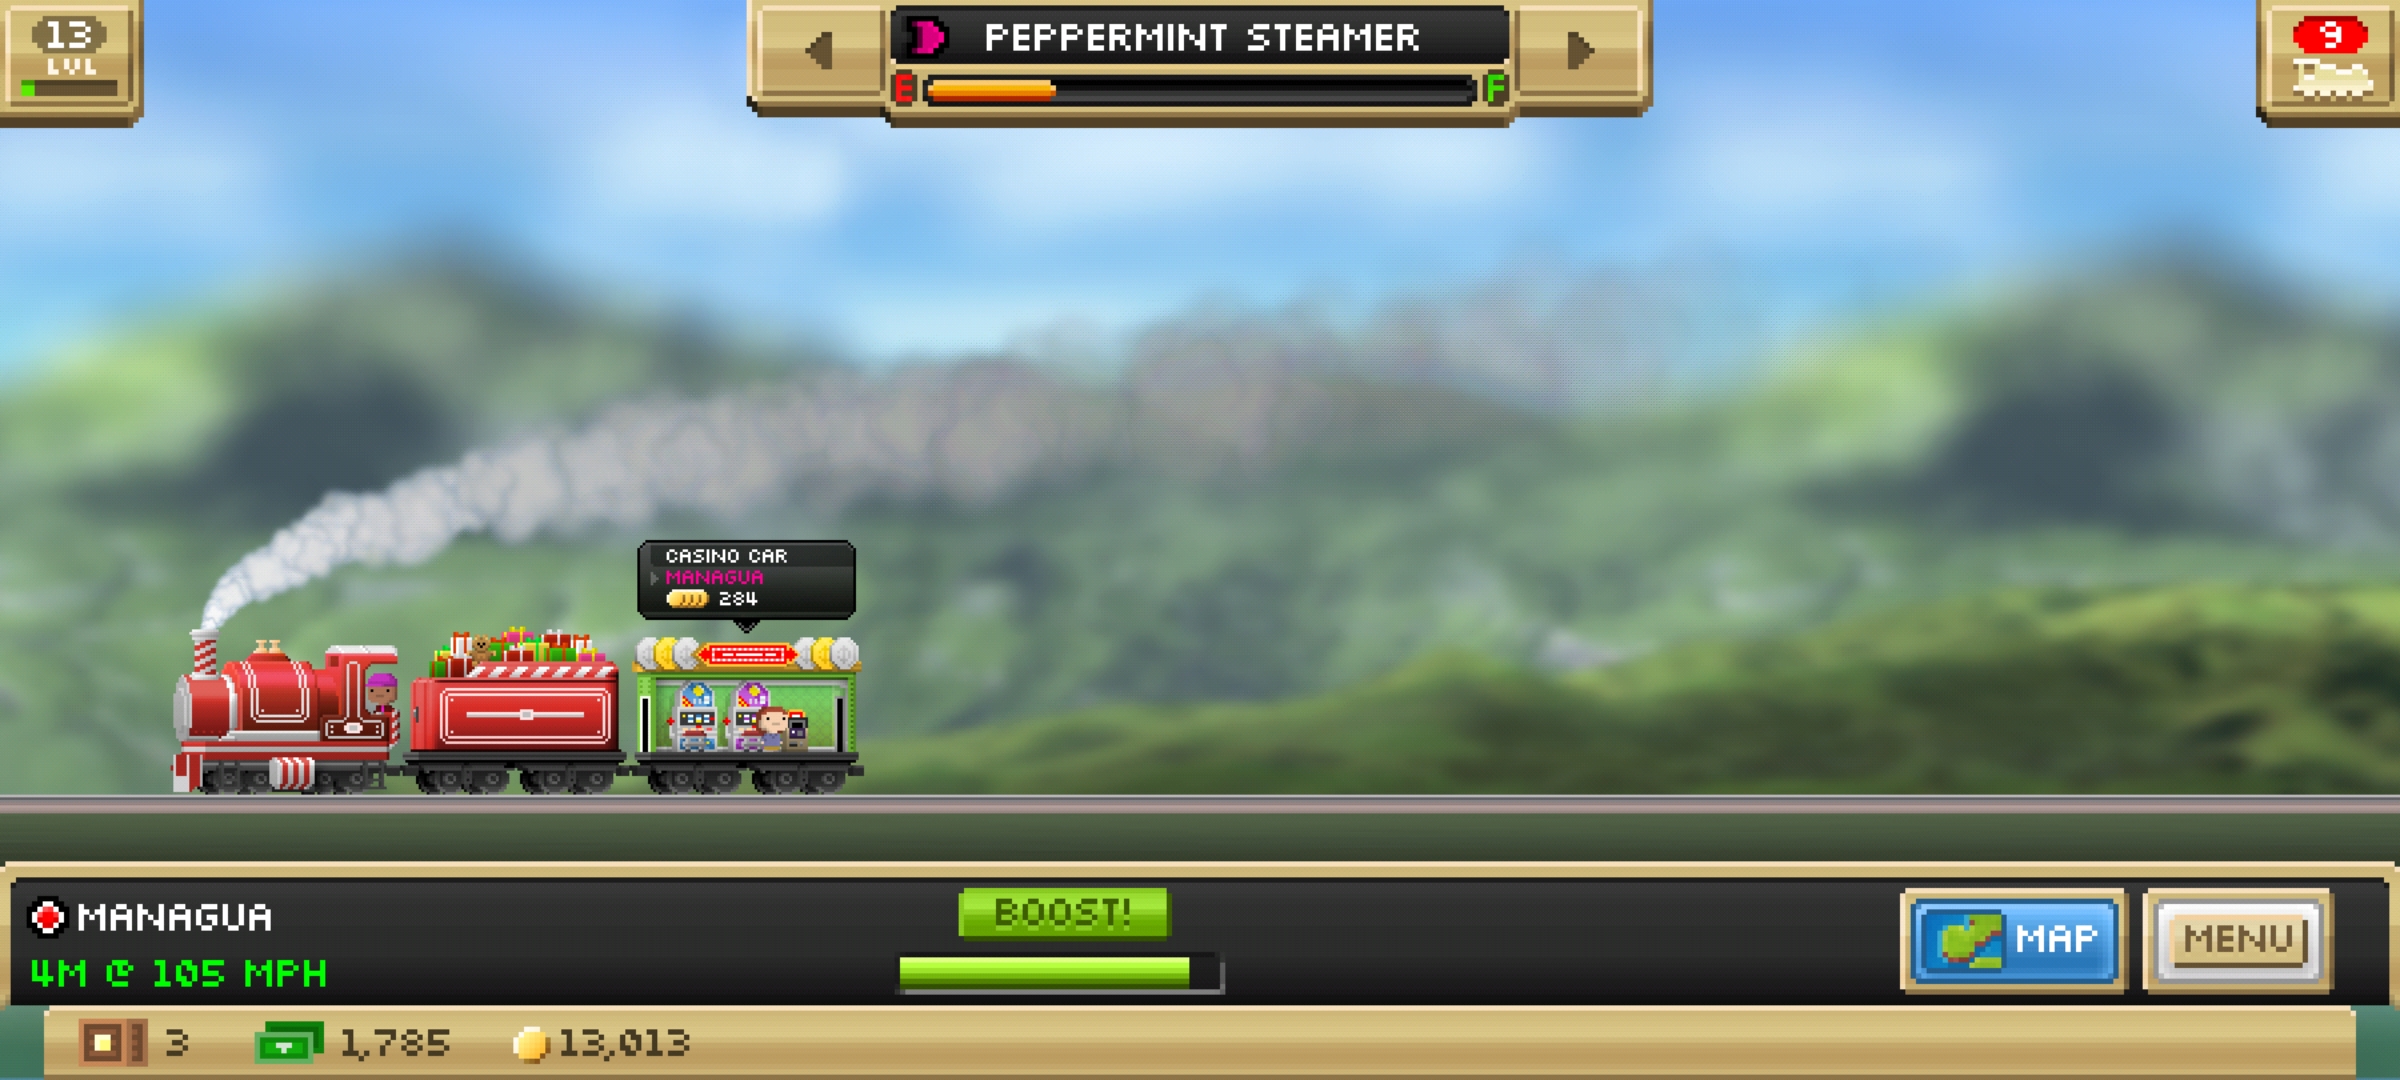 13
LVL
PEPPERMINT STEAMER
E F
9
CASINO CAR
MANAGUA
284
MANAGUA
4M @ 105 MPH
BOOST!
MAP
MENU
3
1,785
13,013